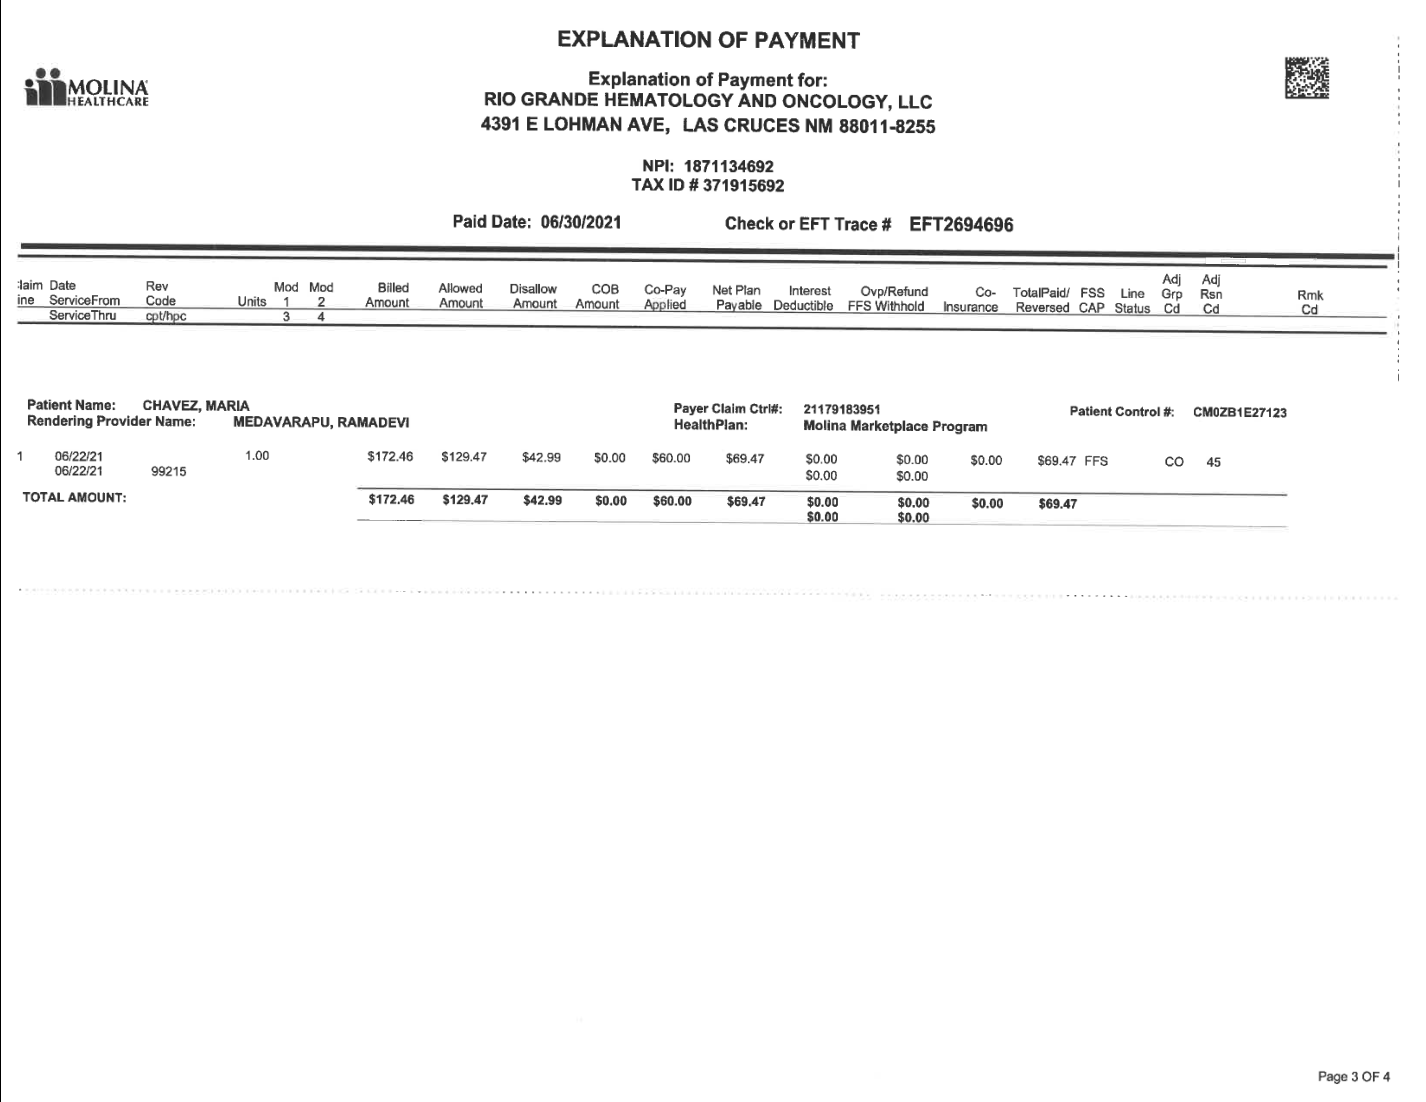 EXPLANATION OF PAYMENT
MOLINA
HEALTHCARE
Explanation of Payment for:
RIO GRANDE HEMATOLOGY AND ONCOLOGY, LLC
4391 E LOHMAN AVE, LAS CRUCES NM 88011-8255
NPI: 1871134692
TAX ID # 371915692
Paid Date: 06/30/2021 Check or EFT Trace # EFT2694696
Adj Adj
laim Date Rev Mod Mod Billed Allowed Disallow COB Co-Pay Net Plan Interest Ovp/Refund Co- TotalPaid/ FSS Line Grp Rsn Rmk
ine ServiceFrom Code Units 1 2 Amount Amount Amount Amount Applied Payable Deductible FFS Withhold Insurance Reversed CAP Status Cd Cd Cd
ServiceThru cpt/hpc 3 4
Patient Name: CHAVEZ, MARIA Payer Claim Ctrl#: 21179183951 Patient Control #: CM0ZB1E27123
Rendering Provider Name: MEDAVARAPU, RAMADEVI HealthPlan: Molina Marketplace Program
1 06/22/21 1.00 $172.46 $129.47 $42.99 $0.00 $60.00 $69.47 $0.00 $0.00 $0.00 $69.47 FFS CO 45
06/22/21 99215 $0.00 $0.00
TOTAL AMOUNT: $172.46 $129.47 $42.99 $0.00 $60.00 $69.47 $0.00 $0.00 $0.00 $69.47
$0.00 $0.00
Page 3 OF 4